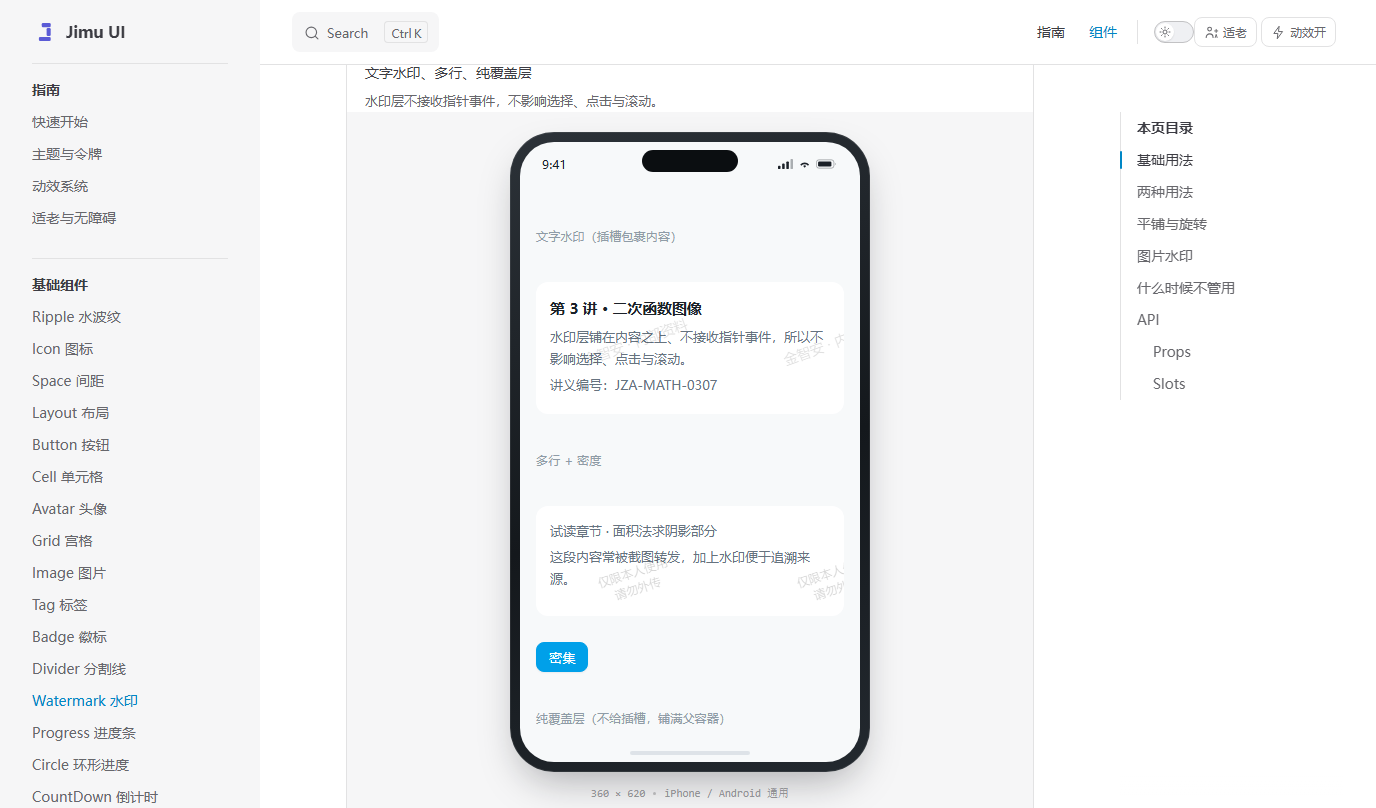 Jimu UI
Search
Ctrl K
指南
组件
适老
动效开
指南
快速开始
主题与令牌
动效系统
适老与无障碍
基础组件
Ripple 水波纹
Icon 图标
Space 间距
Layout 布局
Button 按钮
Cell 单元格
Avatar 头像
Grid 宫格
Image 图片
Tag 标签
Badge 徽标
Divider 分割线
Watermark 水印
Progress 进度条
Circle 环形进度
CountDown 倒计时
文字水印、多行、纯覆盖层
水印层不接收指针事件，不影响选择、点击与滚动。
9:41
文字水印（插槽包裹内容）
第 3 讲 · 二次函数图像
水印层铺在内容之上、不接收指针事件，所以不
影响选择、点击与滚动。
讲义编号：JZA-MATH-0307
金智安 · 内
多行 + 密度
试读章节 · 面积法求阴影部分
这段内容常被截图转发，加上水印便于追溯来
源。
仅限本人使用
请勿外传
仅限本人
请勿外
密集
纯覆盖层（不给插槽，铺满父容器）
360 × 620 · iPhone / Android 通用
本页目录
基础用法
两种用法
平铺与旋转
图片水印
什么时候不管用
API
Props
Slots